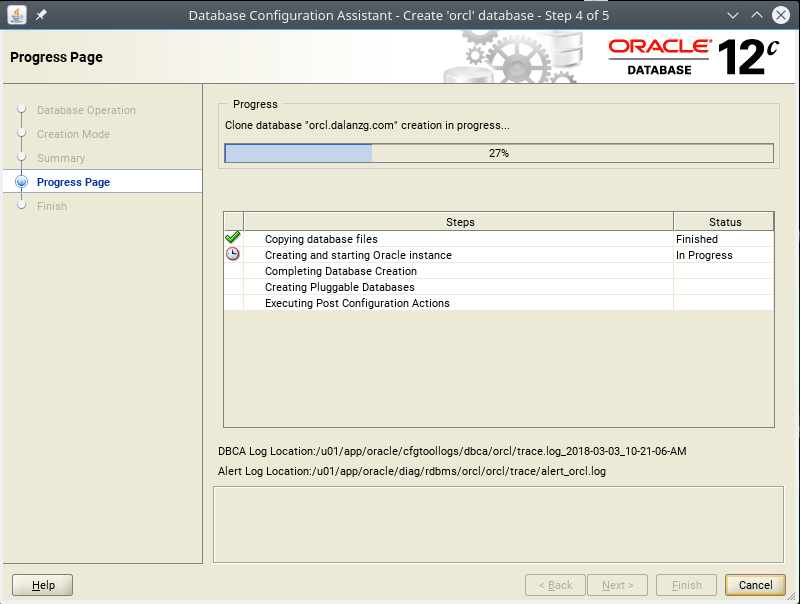 Database Configuration Assistant - Create 'orcl' database - Step 4 of 5
Progress Page
ORACLE
DATABASE
12c
Database Operation
Creation Mode
Summary
Progress Page
Finish
Progress
Clone database "orcl.dalanzg.com" creation in progress...
27%
Steps Status
Copying database files Finished
Creating and starting Oracle instance In Progress
Completing Database Creation
Creating Pluggable Databases
Executing Post Configuration Actions
DBCA Log Location:/u01/app/oracle/cfgtoollogs/dbca/orcl/trace.log_2018-03-03_10-21-06-AM
Alert Log Location:/u01/app/oracle/diag/rdbms/orcl/orcl/trace/alert_orcl.log
Help < Back Next > Finish Cancel